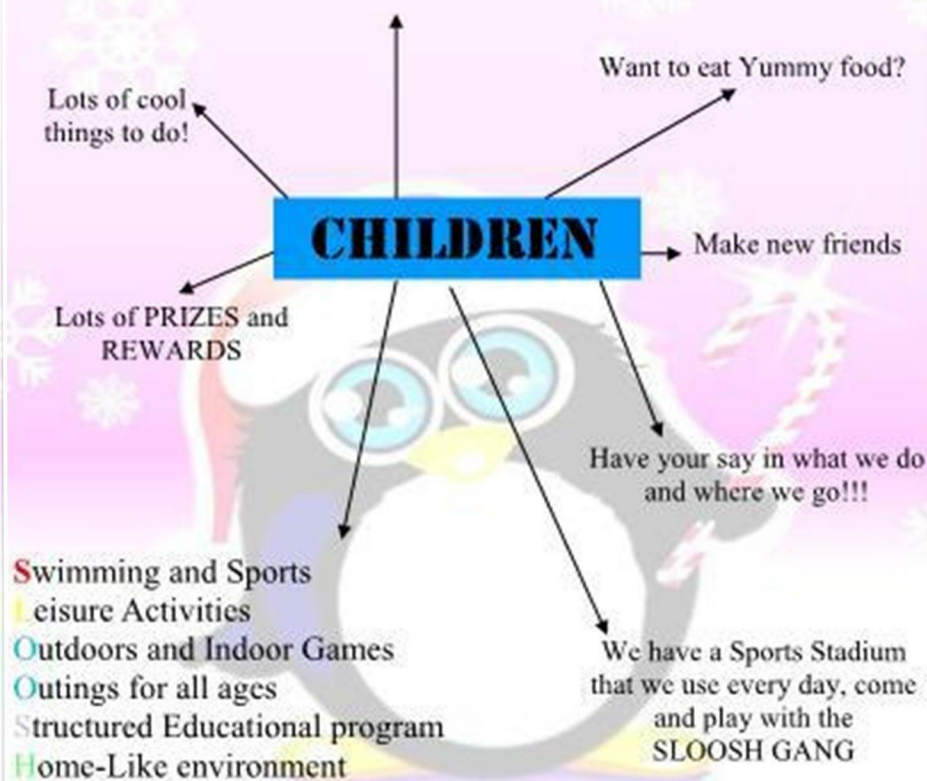 Want to eat Yummy food?
Lots of cool
things to do!
CHILDREN
Make new friends
Lots of PRIZES and
REWARDS
Have your say in what we do
and where we go!!!
Swimming and Sports
Leisure Activities
Outdoors and Indoor Games
Outings for all ages
Structured Educational program
Home-Like environment
We have a Sports Stadium
that we use every day, come
and play with the
SLOOSH GANG